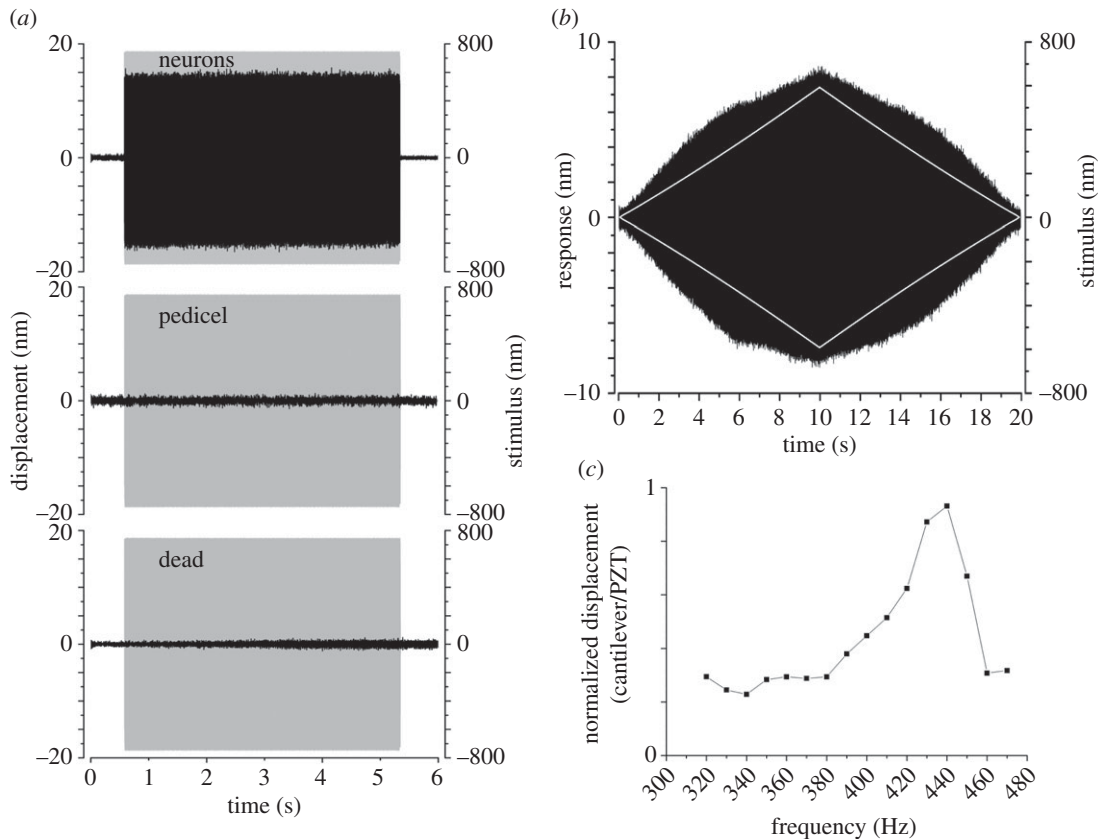 (a)
20
0
–20
neurons
800
0
–800
20
0
–20
pedicel
800
0
–800
20
0
–20
dead
800
0
–800
displacement (nm)
stimulus (nm)
0 1 2 3 4 5 6
time (s)
(b)
10
5
0
–5
–10
800
0
–800
response (nm)
stimulus (nm)
0 2 4 6 8 10 12 14 16 18 20
time (s)
(c)
1
0
normalized displacement
(cantilever/PZT)
300 320 340 360 380 400 420 440 460 480
frequency (Hz)